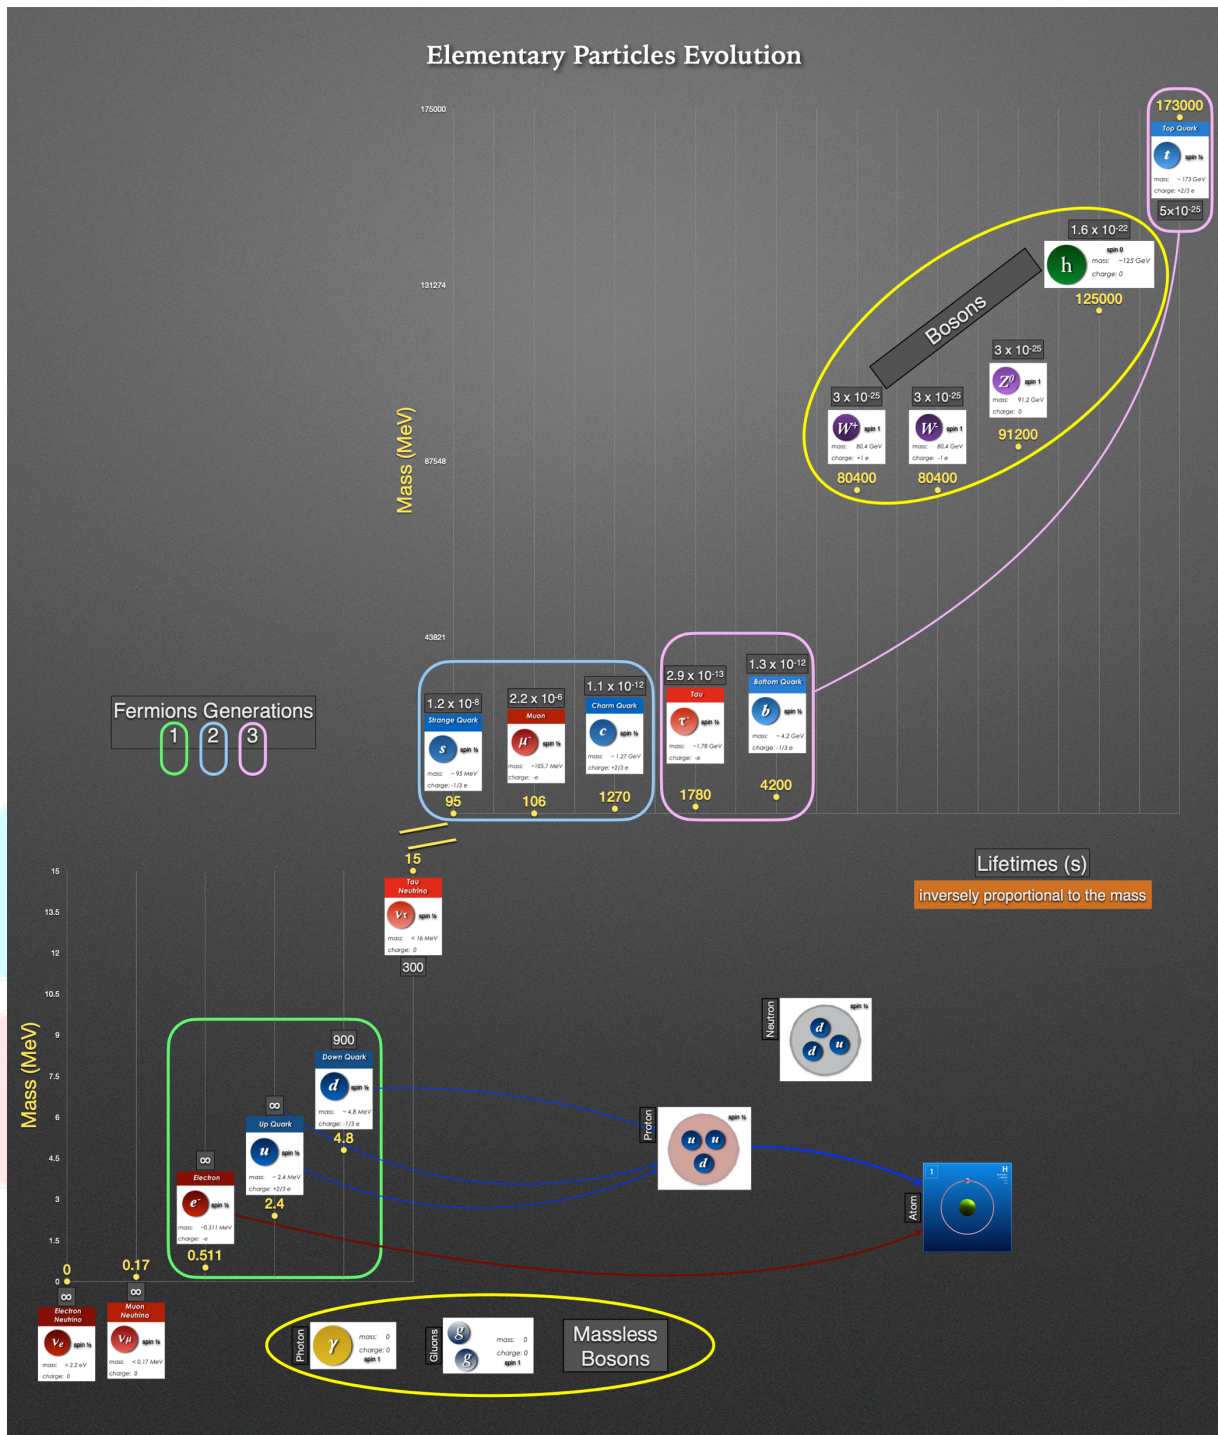 Elementary Particles Evolution
175000
131274
87548
43821
Mass (MeV)
173000
Top Quark
t
spin ½
mass: ~ 173 GeV
charge: +2/3 e
5×10-25
1.6 x 10-22
h
spin 0
mass: ~125 GeV
charge: 0
125000
Bosons
3 x 10-25
Z0
spin 1
mass: 91.2 GeV
charge: 0
91200
3 x 10-25
W+
spin 1
mass: 80.4 GeV
charge: +1 e
80400
3 x 10-25
W-
spin 1
mass: 80.4 GeV
charge: -1 e
80400
Fermions Generations
1 2 3
1.2 x 10-8
Strange Quark
s
spin ½
mass: ~ 95 MeV
charge: -1/3 e
95
2.2 x 10-6
Muon
μ-
spin ½
mass: ~105.7 MeV
charge: -e
106
1.1 x 10-12
Charm Quark
c
spin ½
mass: ~ 1.27 GeV
charge: +2/3 e
1270
2.9 x 10-13
Tau
τ-
spin ½
mass: ~1.78 GeV
charge: -e
1780
1.3 x 10-12
Bottom Quark
b
spin ½
mass: ~ 4.2 GeV
charge: -1/3 e
4200
Lifetimes (s)
inversely proportional to the mass
15
13.5
12
10.5
9
7.5
6
4.5
3
1.5
0
Mass (MeV)
15
Tau
Neutrino
ντ
spin ½
mass: < 16 MeV
charge: 0
300
900
Down Quark
d
spin ½
mass: ~ 4.8 MeV
charge: -1/3 e
4.8
∞
Up Quark
u
spin ½
mass: ~ 2.4 MeV
charge: +2/3 e
2.4
∞
Electron
e-
spin ½
mass: ~0.511 MeV
charge: -e
0.511
0
∞
Electron
Neutrino
νe
spin ½
mass: < 2.2 eV
charge: 0
0.17
∞
Muon
Neutrino
νμ
spin ½
mass: < 0.17 MeV
charge: 0
Neutron
spin ½
d
d u
Proton
spin ½
u u
d
Atom
1 H
Photon
γ
mass: 0
charge: 0
spin 1
Gluons
g
g
mass: 0
charge: 0
spin 1
Massless
Bosons